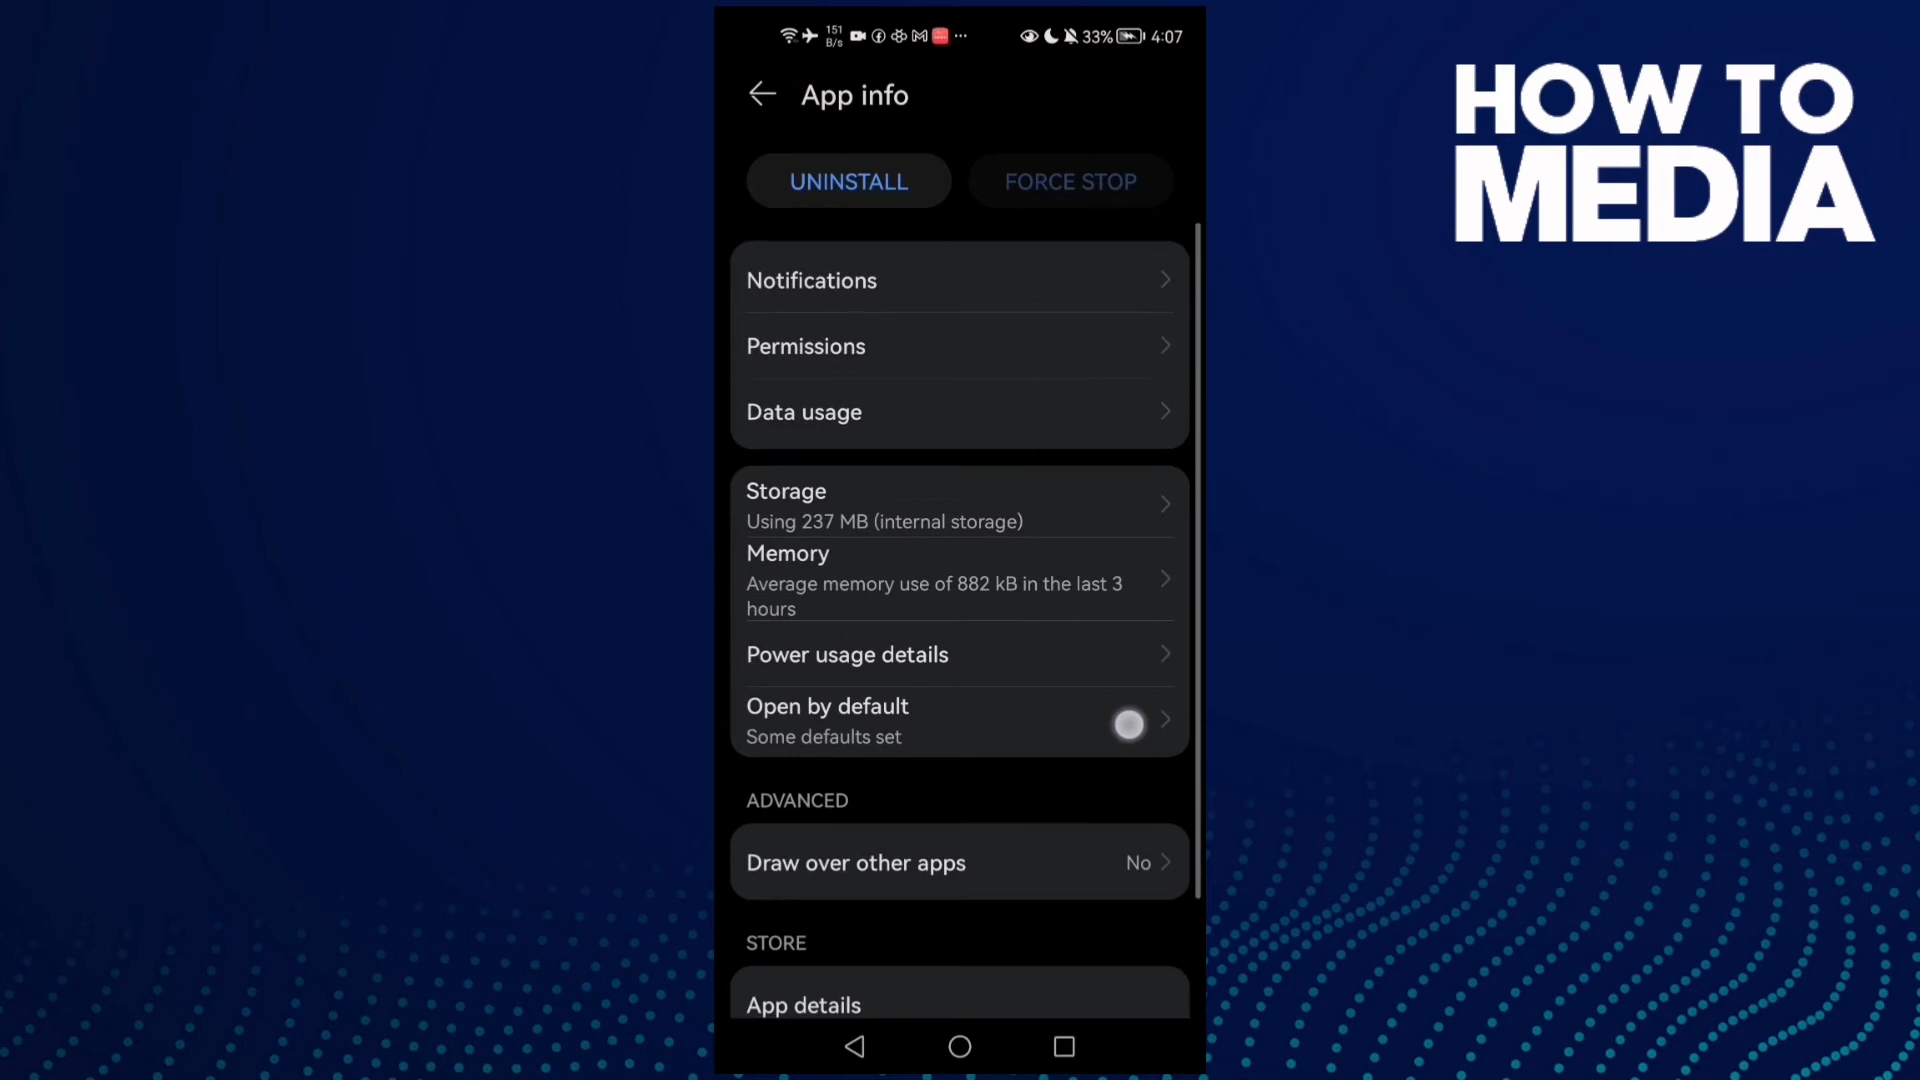 151
B/s
33%
4:07
App info
HOW TO
MEDIA
UNINSTALL
FORCE STOP
Notifications
Permissions
Data usage
Storage
Using 237 MB (internal storage)
Memory
Average memory use of 882 kB in the last 3
hours
Power usage details
Open by default
Some defaults set
ADVANCED
Draw over other apps
No
STORE
App details